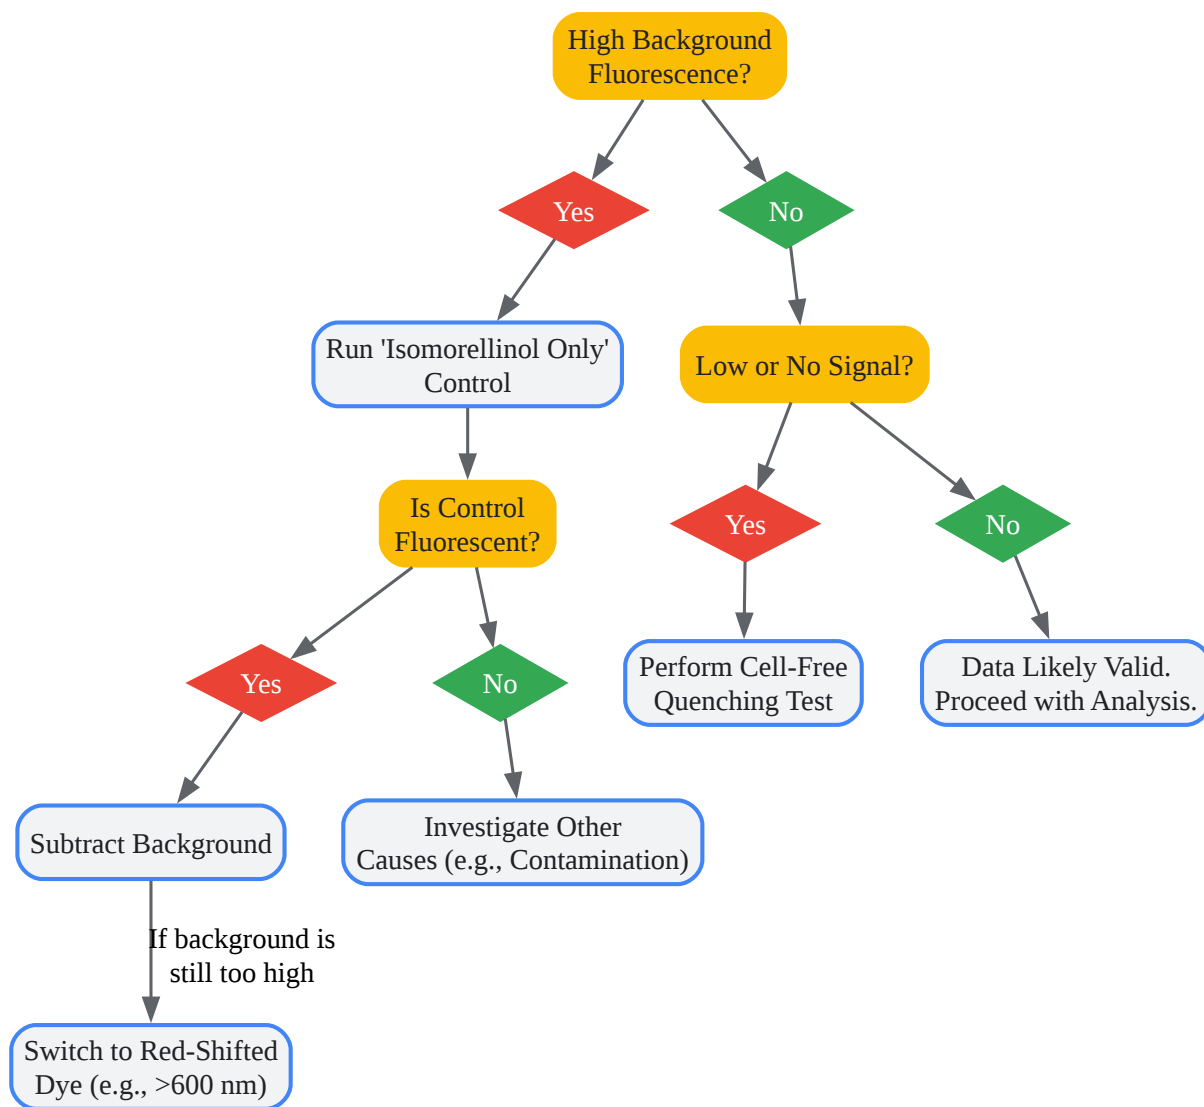 High Background
Fluorescence?
Yes
No
Run 'Isomorellinol Only'
Control
Low or No Signal?
Is Control
Fluorescent?
Yes
No
Yes
No
Perform Cell-Free
Quenching Test
Data Likely Valid.
Proceed with Analysis.
Subtract Background
Investigate Other
Causes (e.g., Contamination)
If background is
still too high
Switch to Red-Shifted
Dye (e.g., >600 nm)